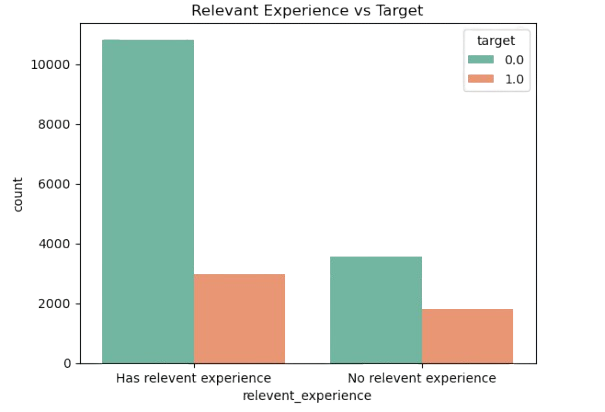 Relevant Experience vs Target
target
0.0
1.0
10000
8000
6000
4000
2000
0
count
Has relevent experience
No relevent experience
relevent_experience